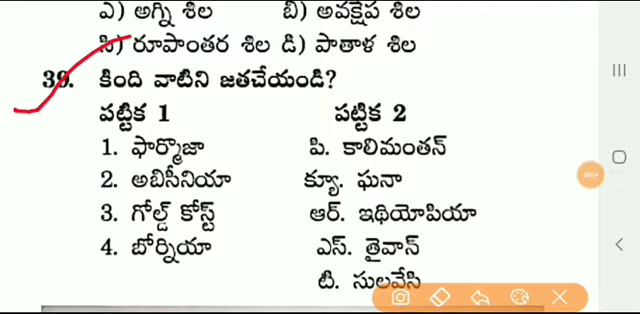 ఎ) అగ్ని శిల    బి) అవక్షేప శిల
సి) రూపాంతర శిల డి) పాతాళ శిల
39. కింది వాటిని జతచేయండి?
పట్టిక 1    పట్టిక 2
1. ఫార్మొజా    పి. కాలిమంతన్
2. అబిసీనియా    క్యూ. ఘనా
3. గోల్డ్ కోస్ట్    ఆర్. ఇథియోపియా
4. బోర్నియా    ఎస్. తైవాన్
టి. సులవేసి